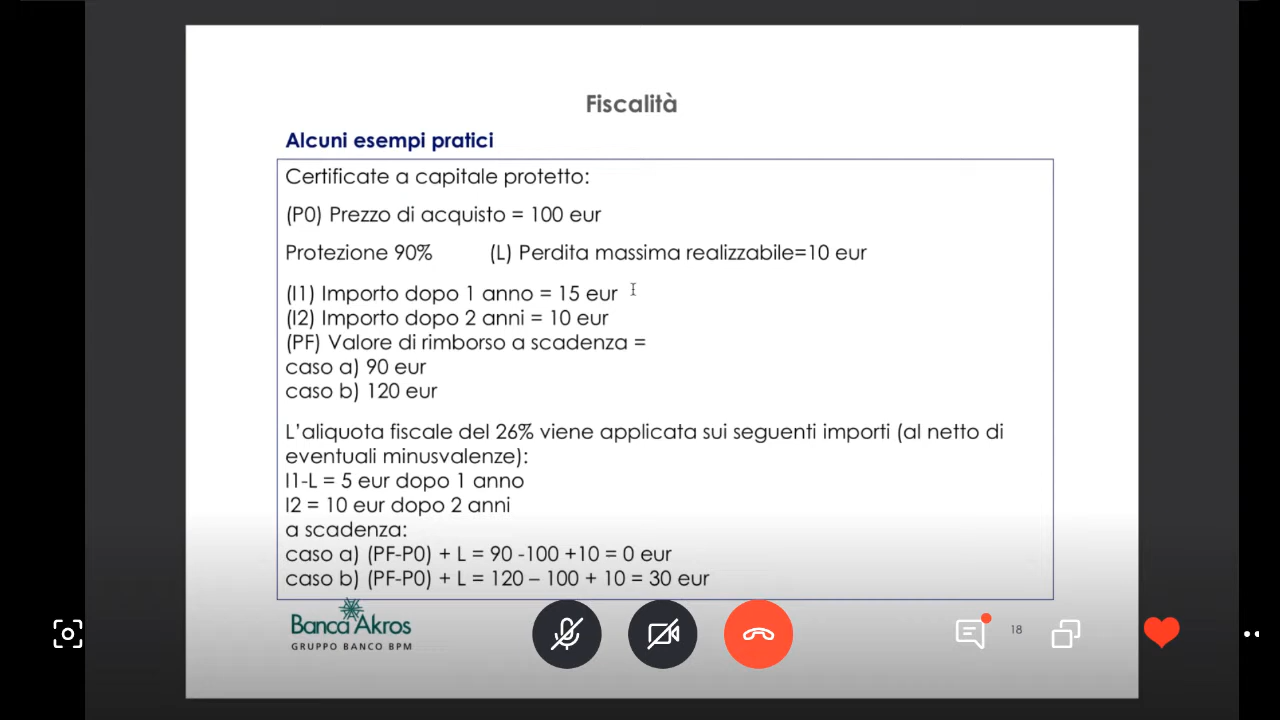 Fiscalità
Alcuni esempi pratici
Certificate a capitale protetto:
(P0) Prezzo di acquisto = 100 eur
Protezione 90% (L) Perdita massima realizzabile=10 eur
(I1) Importo dopo 1 anno = 15 eur
(I2) Importo dopo 2 anni = 10 eur
(PF) Valore di rimborso a scadenza =
caso a) 90 eur
caso b) 120 eur
L'aliquota fiscale del 26% viene applicata sui seguenti importi (al netto di
eventuali minusvalenze):
I1-L = 5 eur dopo 1 anno
I2 = 10 eur dopo 2 anni
a scadenza:
caso a) (PF-P0) + L = 90 -100 +10 = 0 eur
caso b) (PF-P0) + L = 120 – 100 + 10 = 30 eur
Banca Akros
GRUPPO BANCO BPM
18